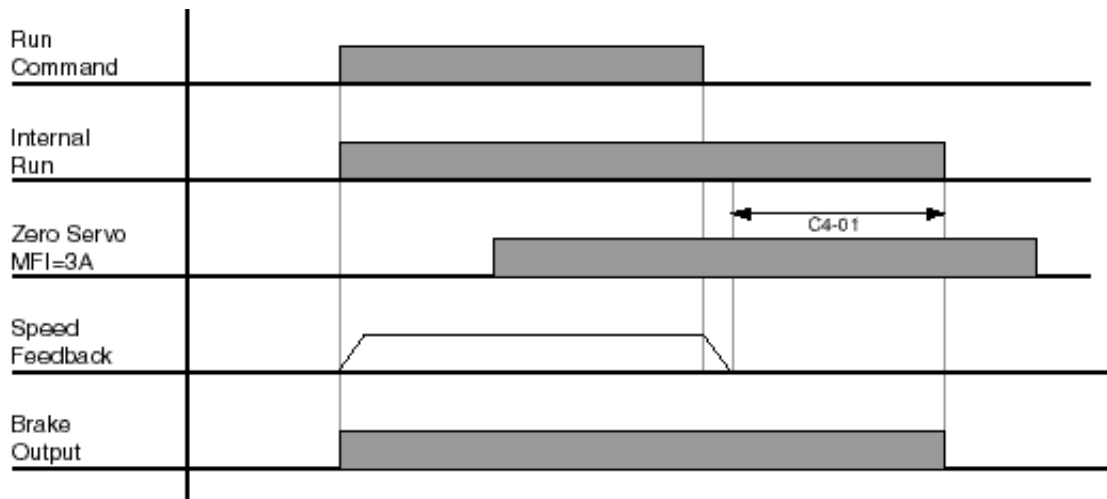 Run
Command
Internal
Run
C4-01
Zero Servo
MFI=3A
Speed
Feedback
Brake
Output